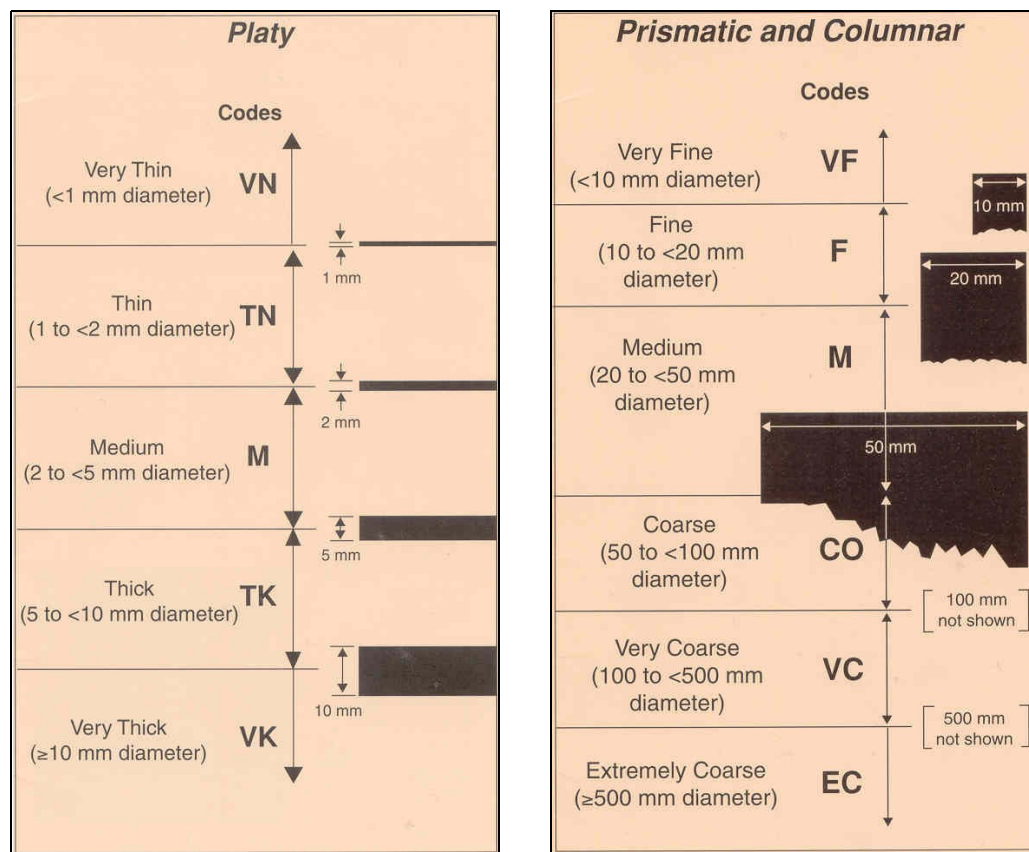 Platy
Codes
Very Thin
(<1 mm diameter)
VN
1 mm
Thin
(1 to <2 mm diameter)
TN
2 mm
Medium
(2 to <5 mm diameter)
M
5 mm
Thick
(5 to <10 mm diameter)
TK
10 mm
Very Thick
(≥10 mm diameter)
VK
Prismatic and Columnar
Codes
Very Fine
(<10 mm diameter)
VF
10 mm
Fine
(10 to <20 mm
diameter)
F
20 mm
Medium
(20 to <50 mm
diameter)
M
50 mm
Coarse
(50 to <100 mm
diameter)
CO
100 mm
not shown
Very Coarse
(100 to <500 mm
diameter)
VC
500 mm
not shown
Extremely Coarse
(≥500 mm diameter)
EC